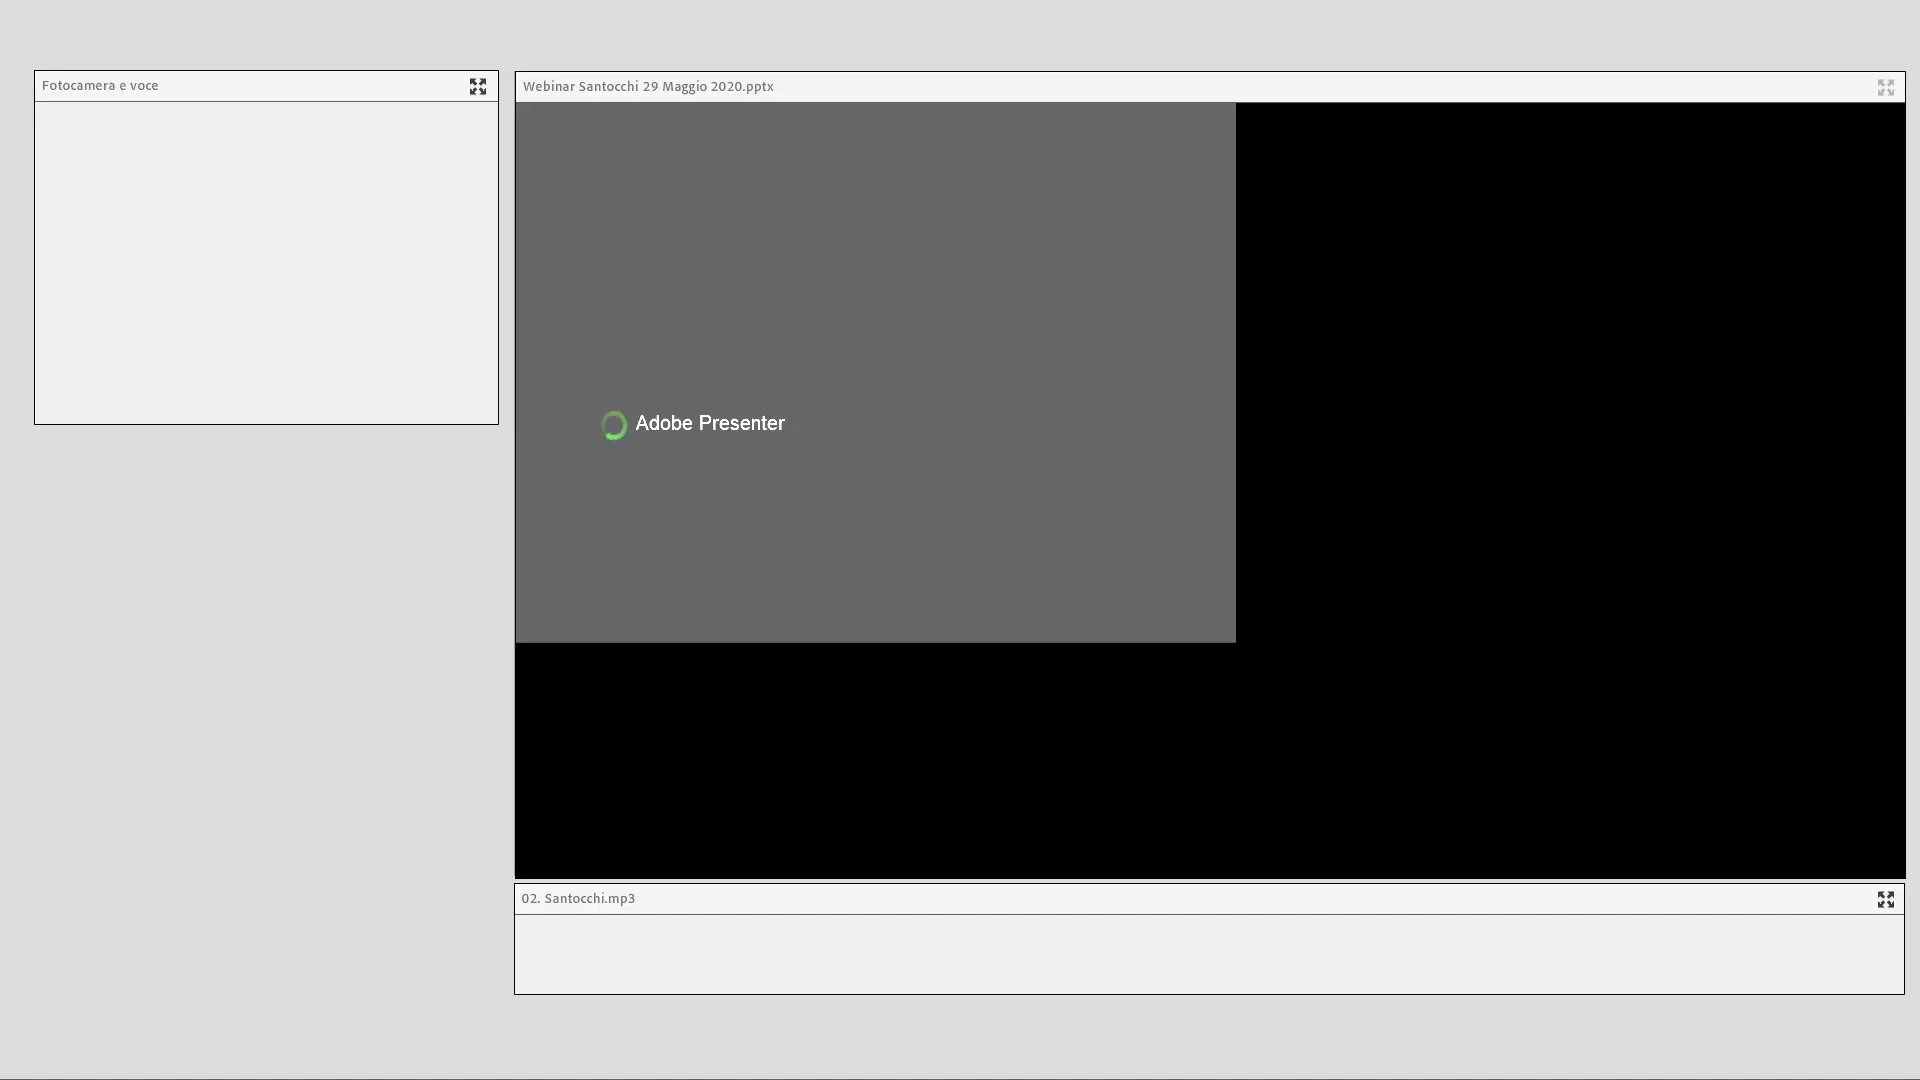 Fotocamera e voce
Webinar Santocchi 29 Maggio 2020.pptx
Adobe Presenter
02. Santocchi.mp3